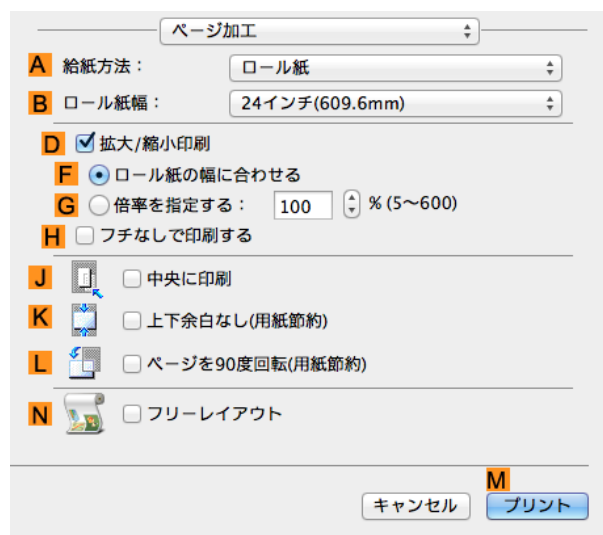 ページ加工
A 給紙方法： ロール紙
B ロール紙幅： 24インチ(609.6mm)
D 拡大/縮小印刷
F ロール紙の幅に合わせる
G 倍率を指定する： 100 % (5〜600)
H フチなしで印刷する
J 中央に印刷
K 上下余白なし(用紙節約)
L ページを90度回転(用紙節約)
N フリーレイアウト
M
キャンセル プリント